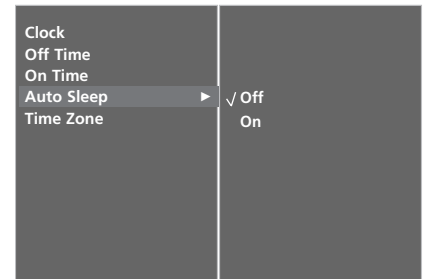 Clock
Off Time
On Time
Auto Sleep ► √ Off
On
Time Zone